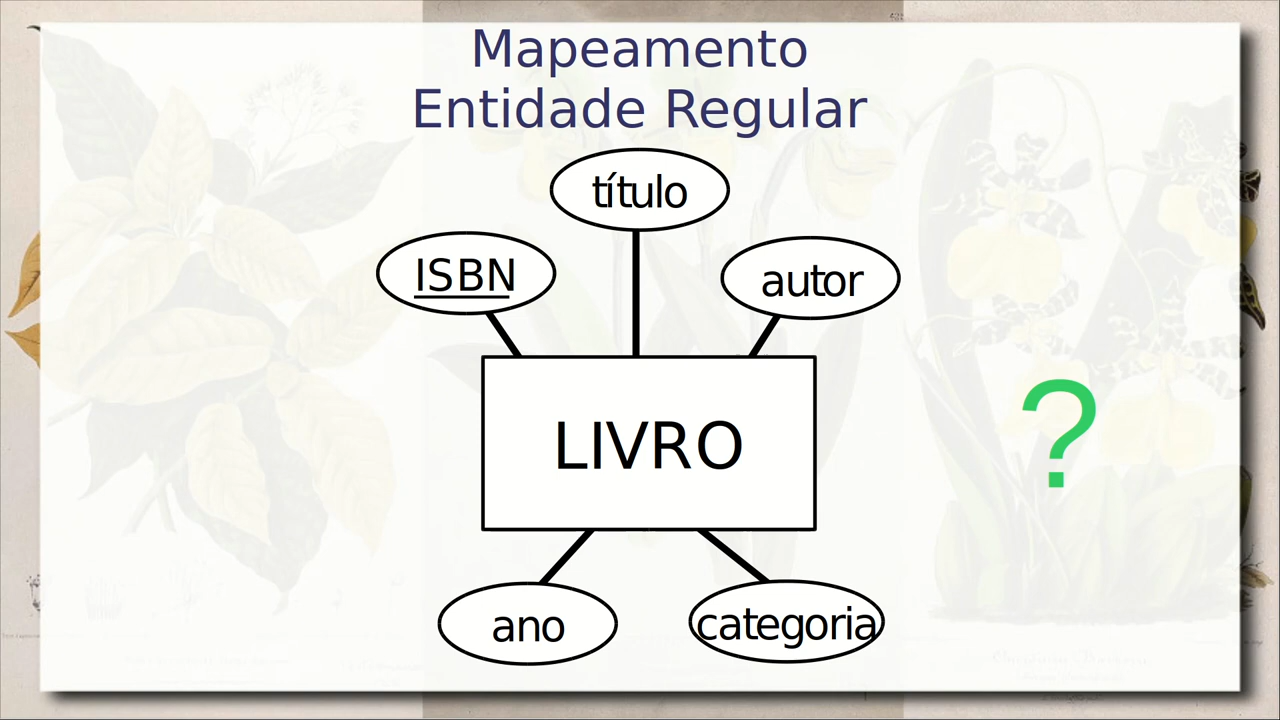 Mapeamento
Entidade Regular
título
ISBN
autor
LIVRO
?
ano
categoria